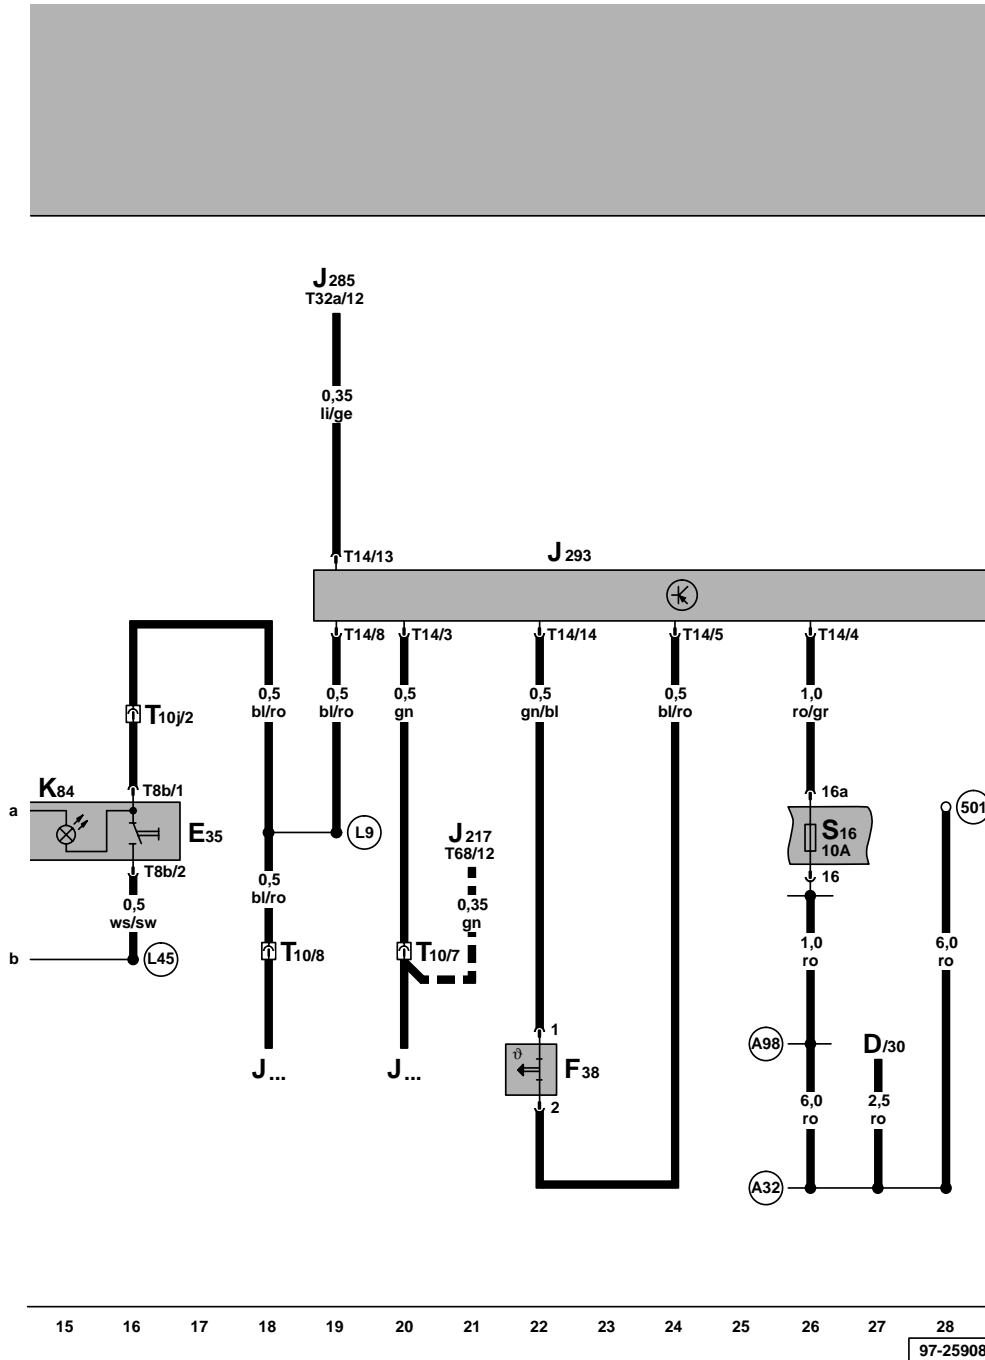 J285
T32a/12
0,35
li/ge
T14/13
J293
T14/8
T14/3
T14/14
T14/5
T14/4
0,5
bl/ro
0,5
bl/ro
0,5
gn
0,5
gn/bl
0,5
bl/ro
1,0
ro/gr
T10j/2
K84
T8b/1
16a
a
501
E35
L9
J217
T68/12
S16
10A
T8b/2
16
0,5
bl/ro
0,5
ws/sw
0,35
gn
b
L45
T10/8
T10/7
1,0
ro
6,0
ro
1
A98
D/30
J...
J...
ϑ
F38
2
6,0
ro
2,5
ro
A32
15 16 17 18 19 20 21 22 23 24 25 26 27 28
97-25908